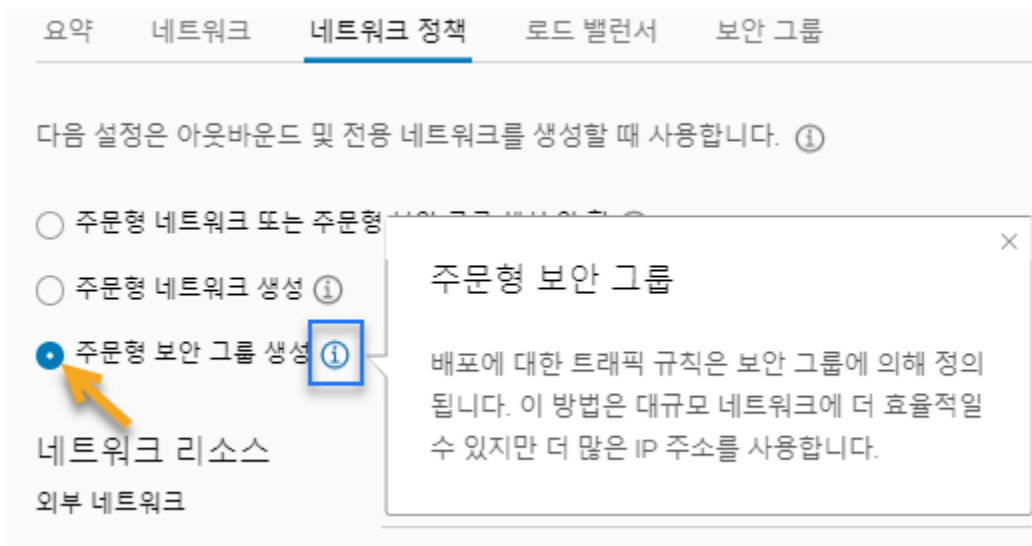 요약 네트워크 네트워크 정책 로드 밸런서 보안 그룹
다음 설정은 아웃바운드 및 전용 네트워크를 생성할 때 사용합니다.
주문형 네트워크 또는 주문형
주문형 네트워크 생성
주문형 보안 그룹 생성
주문형 보안 그룹
배포에 대한 트래픽 규칙은 보안 그룹에 의해 정의
됩니다. 이 방법은 대규모 네트워크에 더 효율적일
수 있지만 더 많은 IP 주소를 사용합니다.
네트워크 리소스
외부 네트워크